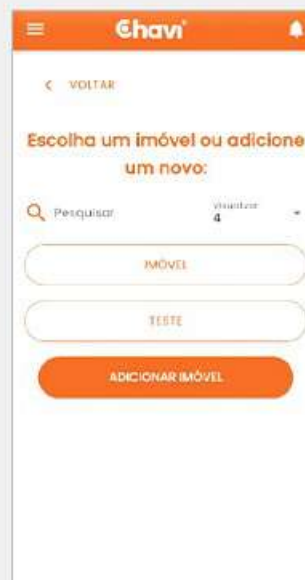 Chavi
VOLTAR
Escolha um imóvel ou adicione
um novo:
Pesquisar
Visualizar
4
IMÓVEL
TESTE
ADICIONAR IMÓVEL